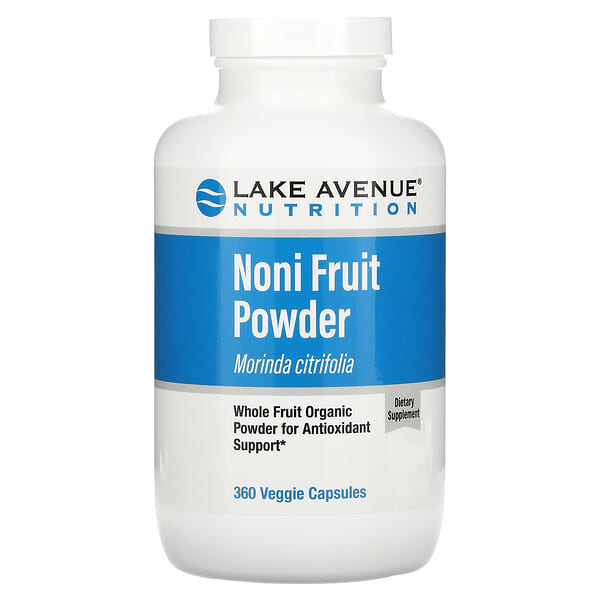 LAKE AVENUE®
NUTRITION
Noni Fruit
Powder
Morinda citrifolia
Whole Fruit Organic
Powder for Antioxidant
Support*
Dietary
Supplement
360 Veggie Capsules